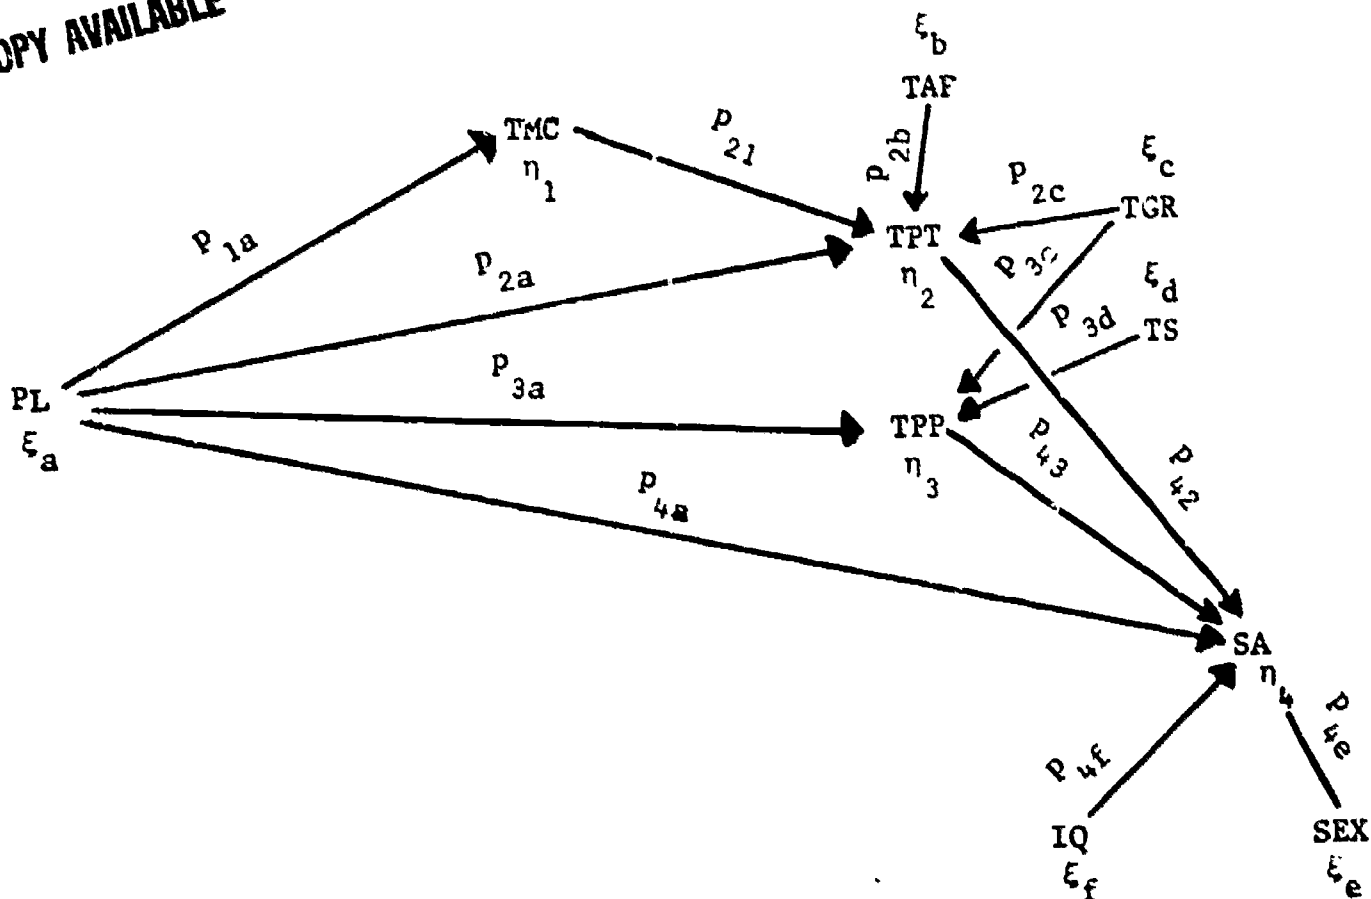 OPY AVAILABLE
ξb
TAF
TMC
η1
P21
P2b
ξc
P2c
TGR
P1a
TPT
η2
P2a
P3c
ξd
P3d
TS
PL
ξa
P3a
TPP
η3
P43
P42
P4a
SA
η4
P4e
P4f
IQ
ξf
SEX
ξe